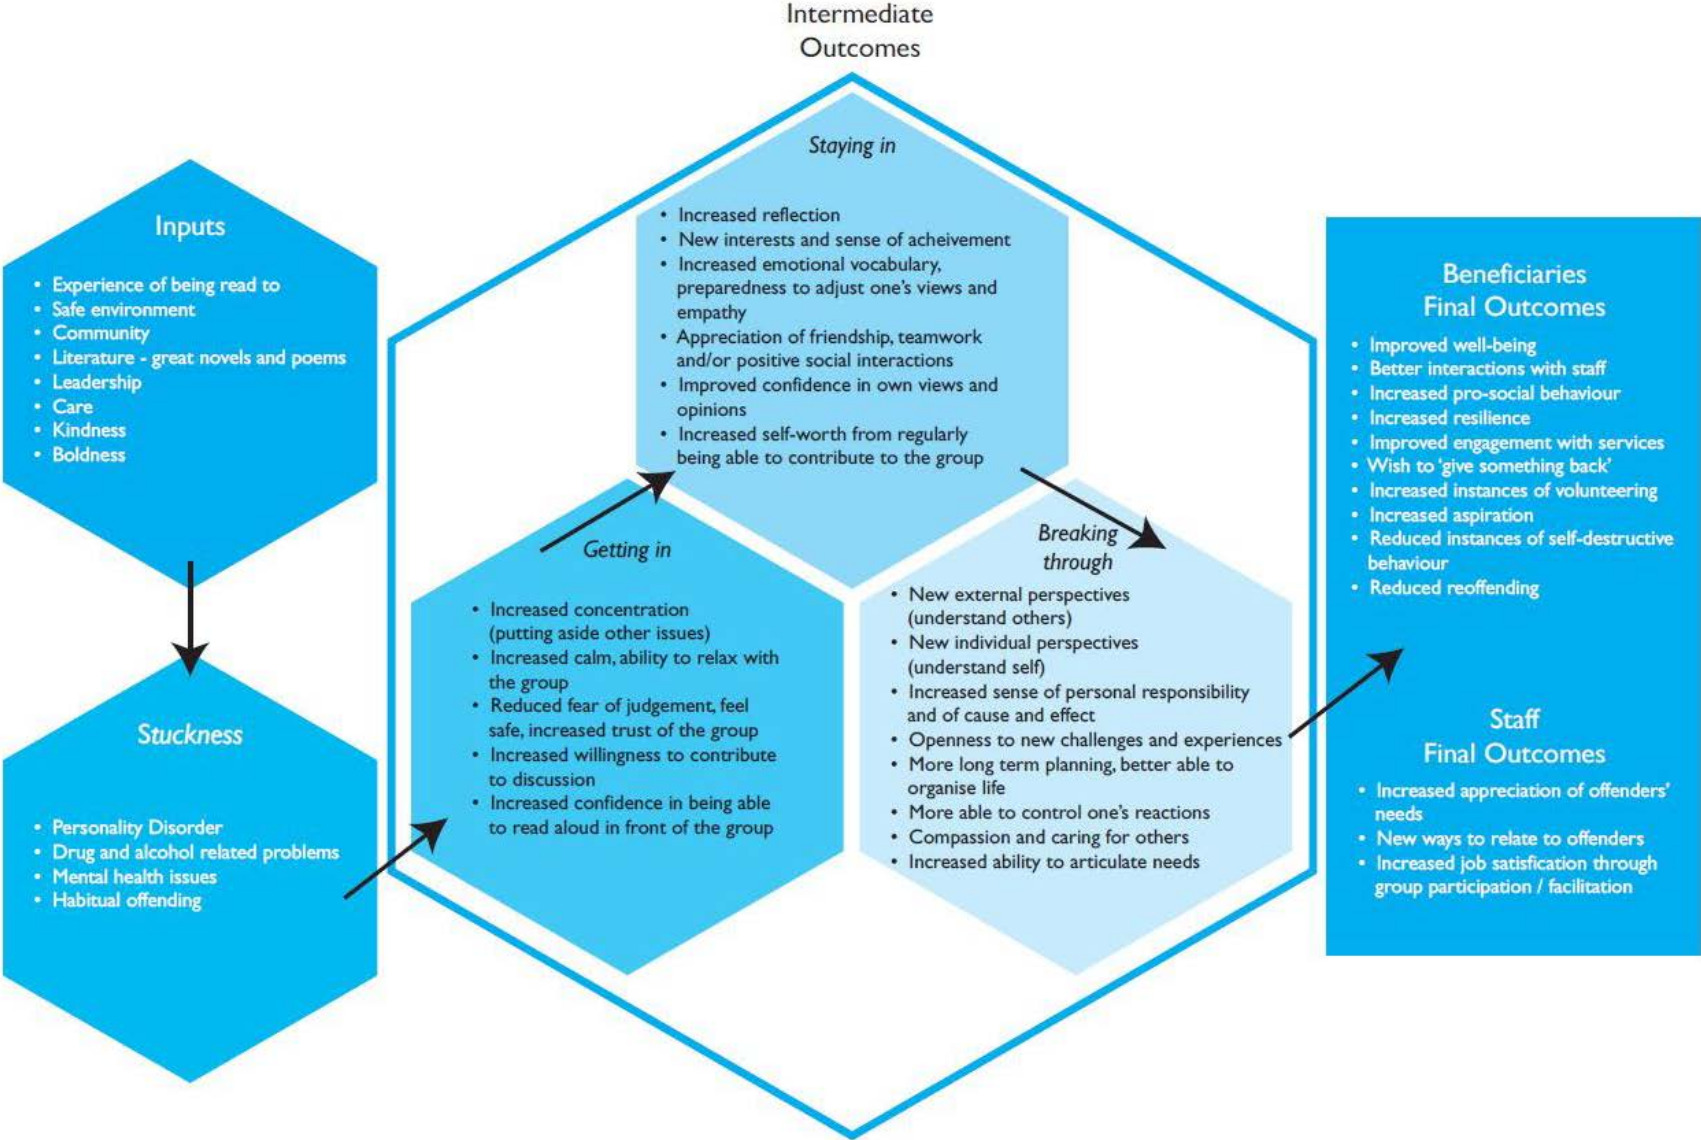 Intermediate
Outcomes
Inputs
• Experience of being read to
• Safe environment
• Community
• Literature - great novels and poems
• Leadership
• Care
• Kindness
• Boldness
Stuckness
• Personality Disorder
• Drug and alcohol related problems
• Mental health issues
• Habitual offending
Getting in
• Increased concentration
(putting aside other issues)
• Increased calm, ability to relax with
the group
• Reduced fear of judgement, feel
safe, increased trust of the group
• Increased willingness to contribute
to discussion
• Increased confidence in being able
to read aloud in front of the group
Staying in
• Increased reflection
• New interests and sense of acheivement
• Increased emotional vocabulary,
preparedness to adjust one's views and
empathy
• Appreciation of friendship, teamwork
and/or positive social interactions
• Improved confidence in own views and
opinions
• Increased self-worth from regularly
being able to contribute to the group
Breaking
through
• New external perspectives
(understand others)
• New individual perspectives
(understand self)
• Increased sense of personal responsibility
and of cause and effect
• Openness to new challenges and experiences
• More long term planning, better able to
organise life
• More able to control one's reactions
• Compassion and caring for others
• Increased ability to articulate needs
Beneficiaries
Final Outcomes
• Improved well-being
• Better interactions with staff
• Increased pro-social behaviour
• Increased resilience
• Improved engagement with services
• Wish to 'give something back'
• Increased instances of volunteering
• Increased aspiration
• Reduced instances of self-destructive
behaviour
• Reduced reoffending
Staff
Final Outcomes
• Increased appreciation of offenders'
needs
• New ways to relate to offenders
• Increased job satisfication through
group participation / facilitation